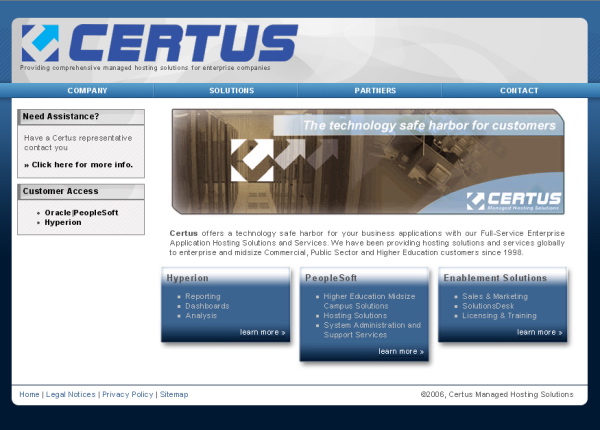 CERTUS
Providing comprehensive managed hosting solutions for enterprise companies
COMPANY SOLUTIONS PARTNERS CONTACT
Need Assistance?
Have a Certus representative
contact you
» Click here for more info.
Customer Access
• Oracle|PeopleSoft
• Hyperion
The technology safe harbor for customers
CERTUS
Managed Hosting Solutions
Certus offers a technology safe harbor for your business applications with our Full-Service Enterprise
Application Hosting Solutions and Services. We have been providing hosting solutions and services globally
to enterprise and midsize Commercial, Public Sector and Higher Education customers since 1998.
Hyperion
Reporting
Dashboards
Analysis
learn more »
PeopleSoft
Higher Education Midsize
Campus Solutions
Hosting Solutions
System Administration and
Support Services
learn more »
Enablement Solutions
Sales & Marketing
SolutionsDesk
Licensing & Training
learn more »
Home | Legal Notices | Privacy Policy | Sitemap
©2006, Certus Managed Hosting Solutions